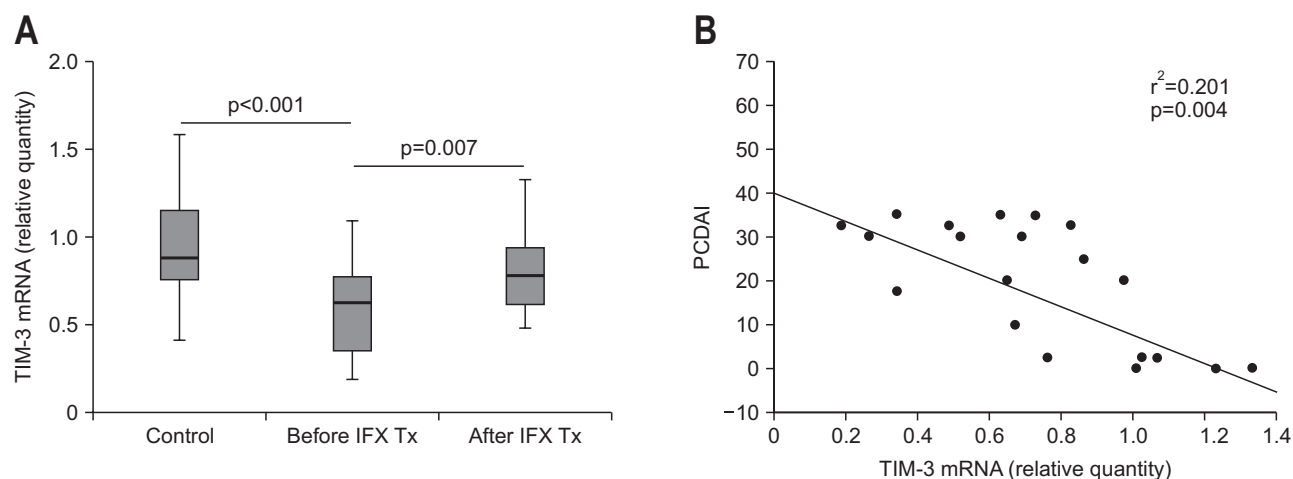 A
TIM-3 mRNA (relative quantity)
2.0
1.5
1.0
0.5
0
p<0.001
p=0.007
Control
Before IFX Tx
After IFX Tx
B
PCDAI
70
60
50
40
30
20
10
0
−10
r²=0.201
p=0.004
0 0.2 0.4 0.6 0.8 1.0 1.2 1.4
TIM-3 mRNA (relative quantity)